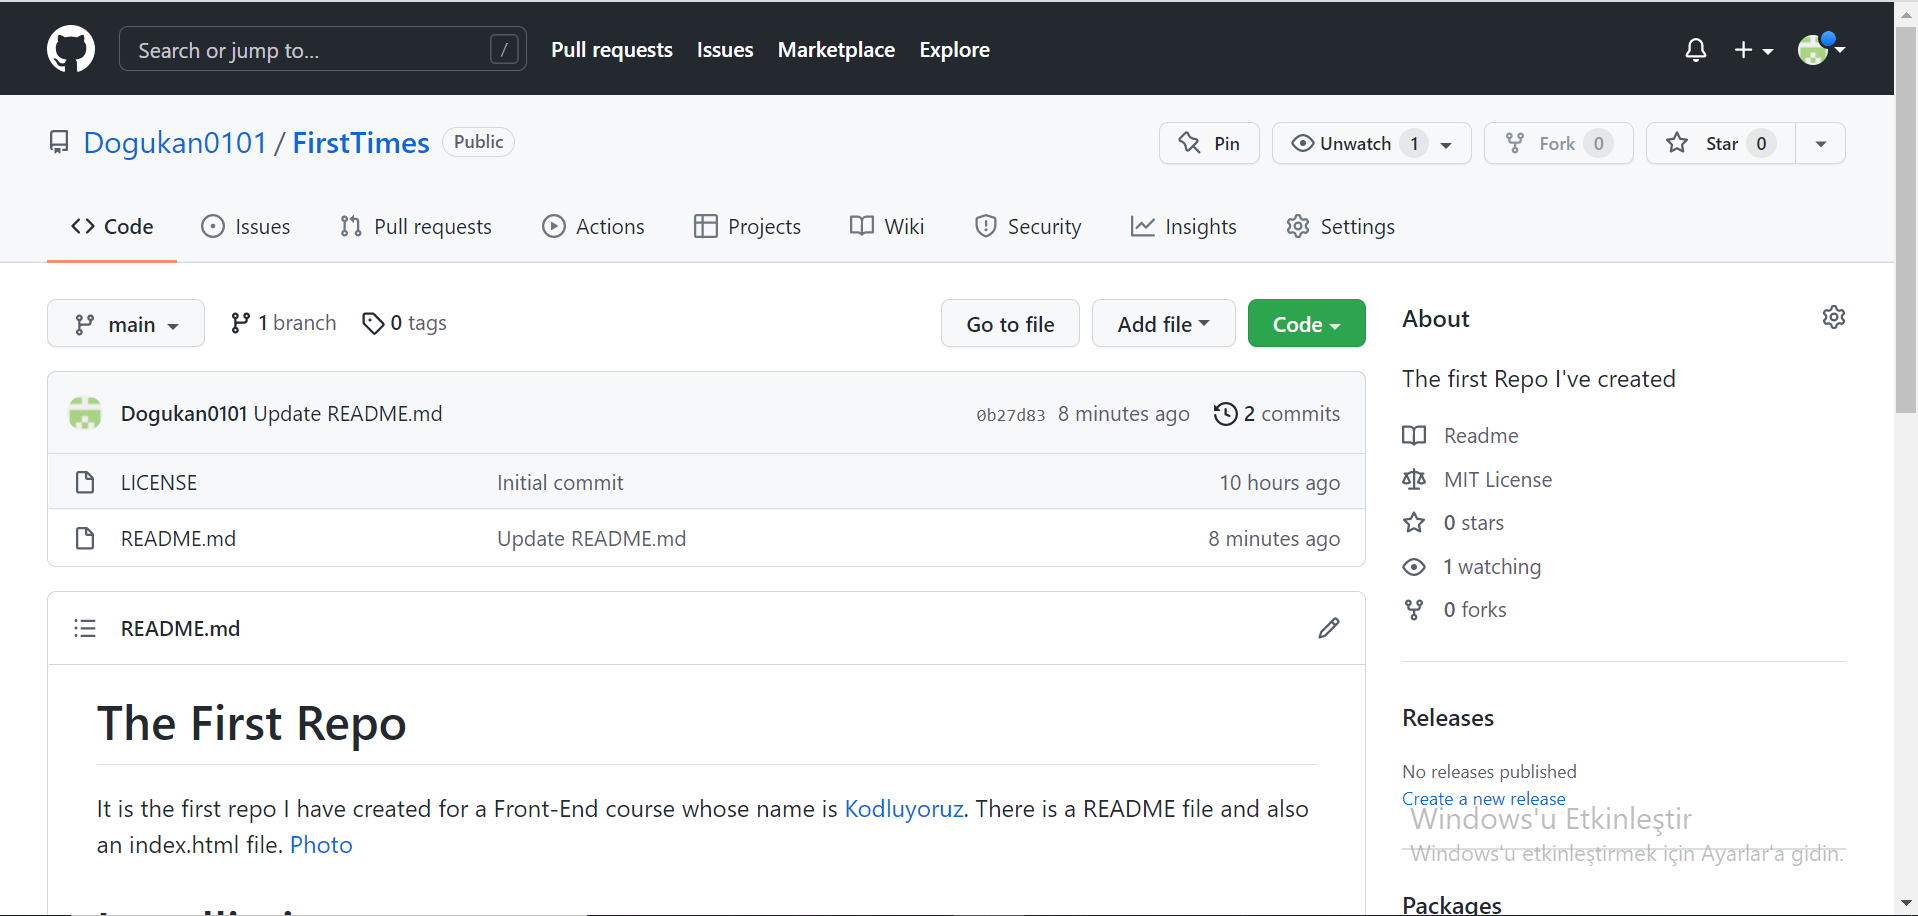 Search or jump to... /
Pull requests Issues Marketplace Explore
Dogukan0101 / FirstTimes Public
Pin Unwatch 1 Fork 0 Star 0
Code Issues Pull requests Actions Projects Wiki Security Insights Settings
main 1 branch 0 tags Go to file Add file Code
Dogukan0101 Update README.md 0b27d83 8 minutes ago 2 commits
LICENSE Initial commit 10 hours ago
README.md Update README.md 8 minutes ago
README.md
The First Repo
It is the first repo I have created for a Front-End course whose name is Kodluyoruz. There is a README file and also
an index.html file. Photo
About
The first Repo I've created
Readme
MIT License
0 stars
1 watching
0 forks
Releases
No releases published
Create a new release
Windows'u Etkinleştir
Windows'u etkinleştirmek için Ayarlar'a gidin.
Packages